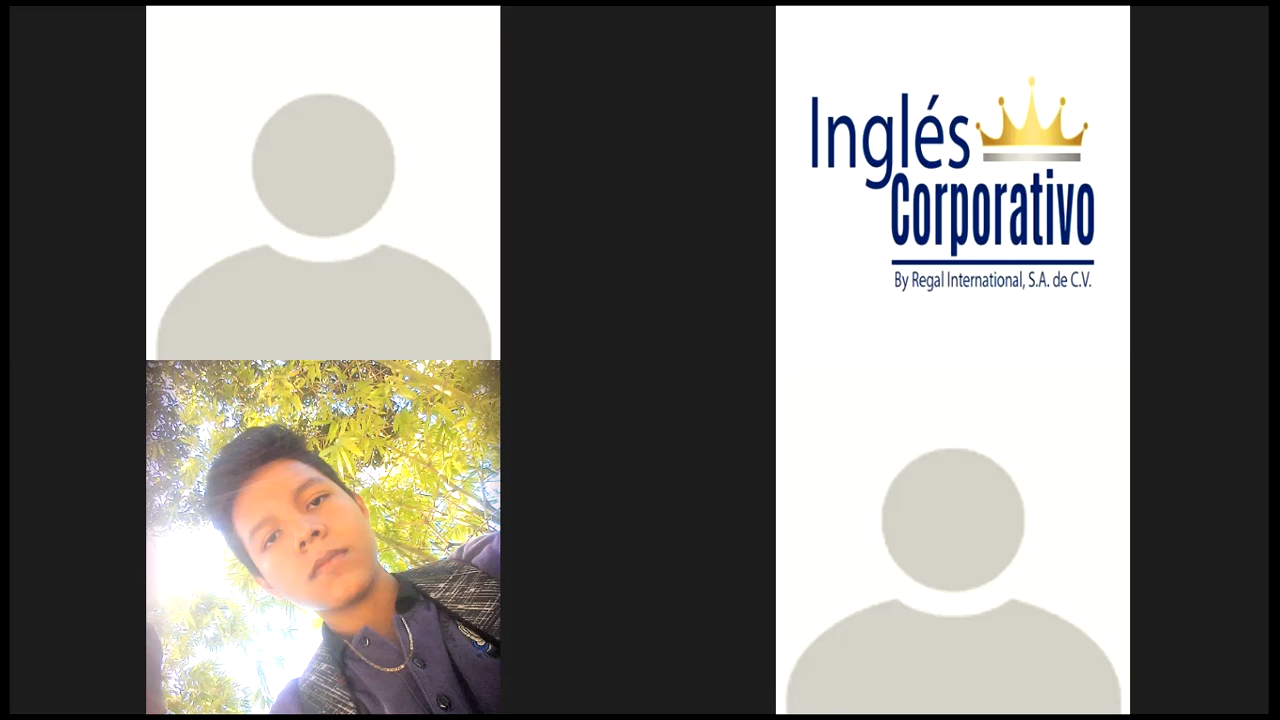 Inglés
Corporativo
By Regal International, S.A. de C.V.